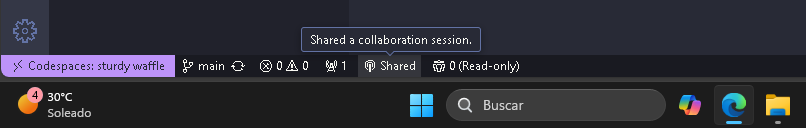 Shared a collaboration session.
Codespaces: sturdy waffle
main
0
0
1
Shared
0 (Read-only)
4
30°C
Soleado
Buscar